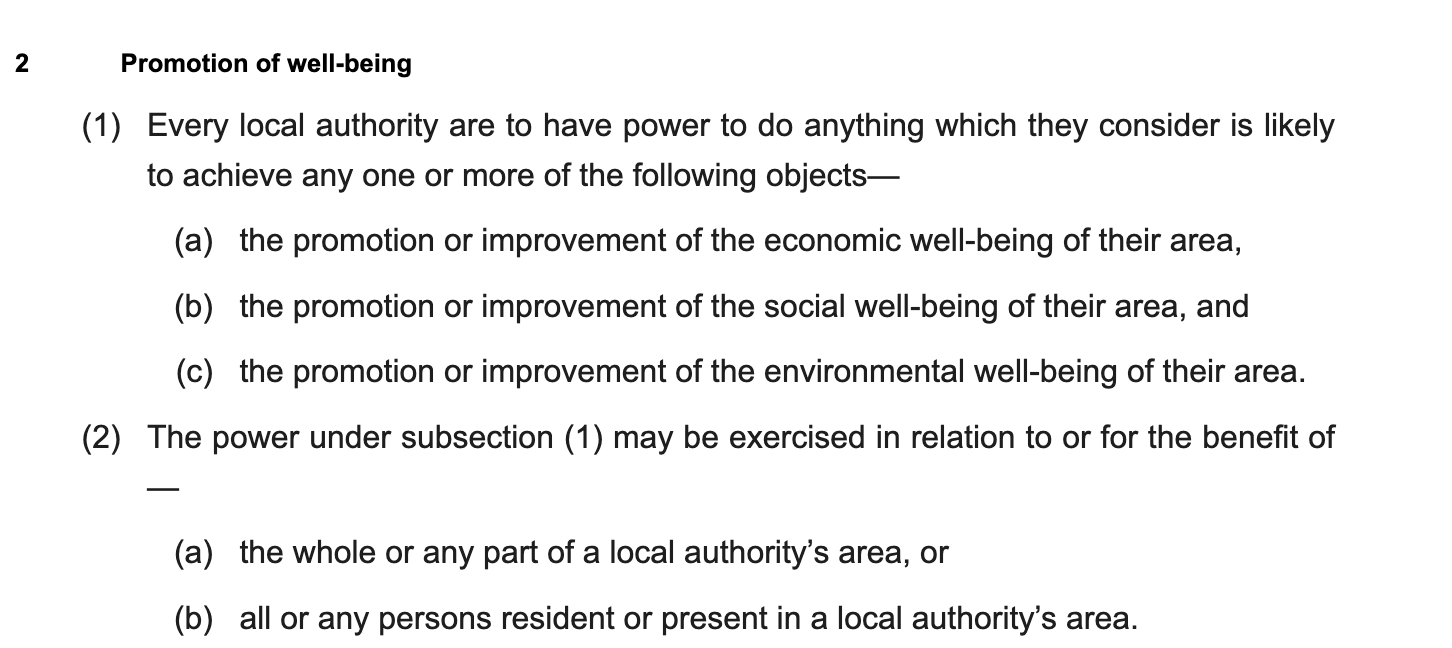 2 Promotion of well-being
(1) Every local authority are to have power to do anything which they consider is likely
to achieve any one or more of the following objects—
(a) the promotion or improvement of the economic well-being of their area,
(b) the promotion or improvement of the social well-being of their area, and
(c) the promotion or improvement of the environmental well-being of their area.
(2) The power under subsection (1) may be exercised in relation to or for the benefit of
—
(a) the whole or any part of a local authority’s area, or
(b) all or any persons resident or present in a local authority’s area.